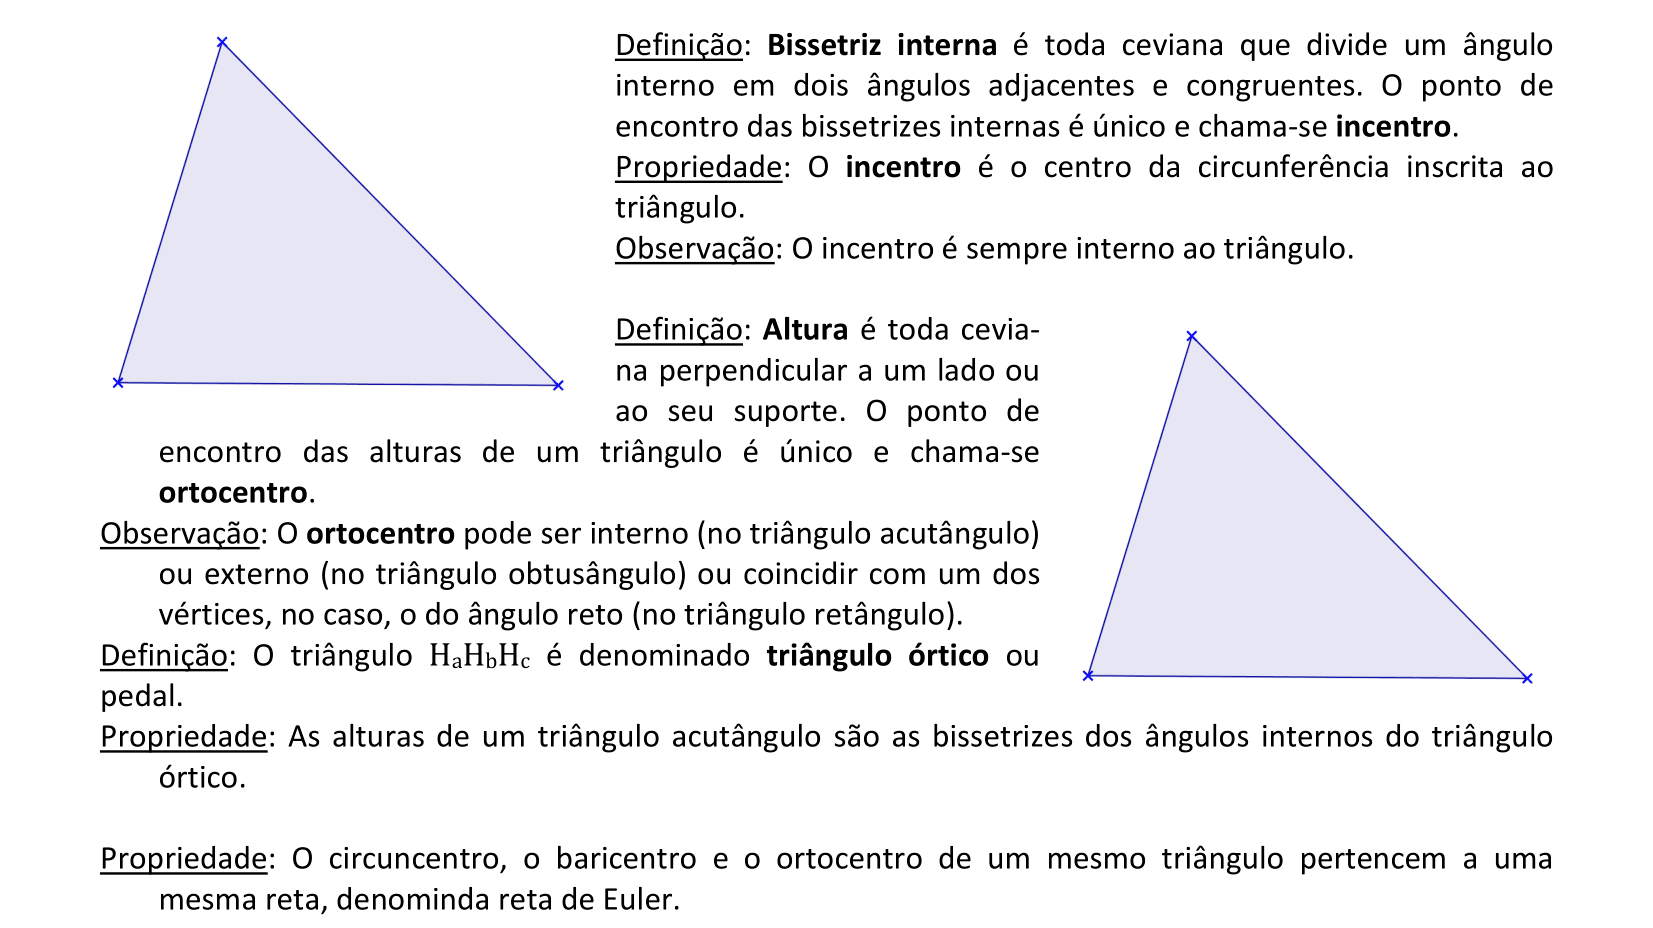 Definição: Bissetriz interna é toda ceviana que divide um ângulo
interno em dois ângulos adjacentes e congruentes. O ponto de
encontro das bissetrizes internas é único e chama-se incentro.
Propriedade: O incentro é o centro da circunferência inscrita ao
triângulo.
Observação: O incentro é sempre interno ao triângulo.
Definição: Altura é toda cevia-
na perpendicular a um lado ou
ao seu suporte. O ponto de
encontro das alturas de um triângulo é único e chama-se
ortocentro.
Observação: O ortocentro pode ser interno (no triângulo acutângulo)
ou externo (no triângulo obtusângulo) ou coincidir com um dos
vértices, no caso, o do ângulo reto (no triângulo retângulo).
Definição: O triângulo HₐH_bH_c é denominado triângulo órtico ou
pedal.
Propriedade: As alturas de um triângulo acutângulo são as bissetrizes dos ângulos internos do triângulo
órtico.
Propriedade: O circuncentro, o baricentro e o ortocentro de um mesmo triângulo pertencem a uma
mesma reta, denominda reta de Euler.